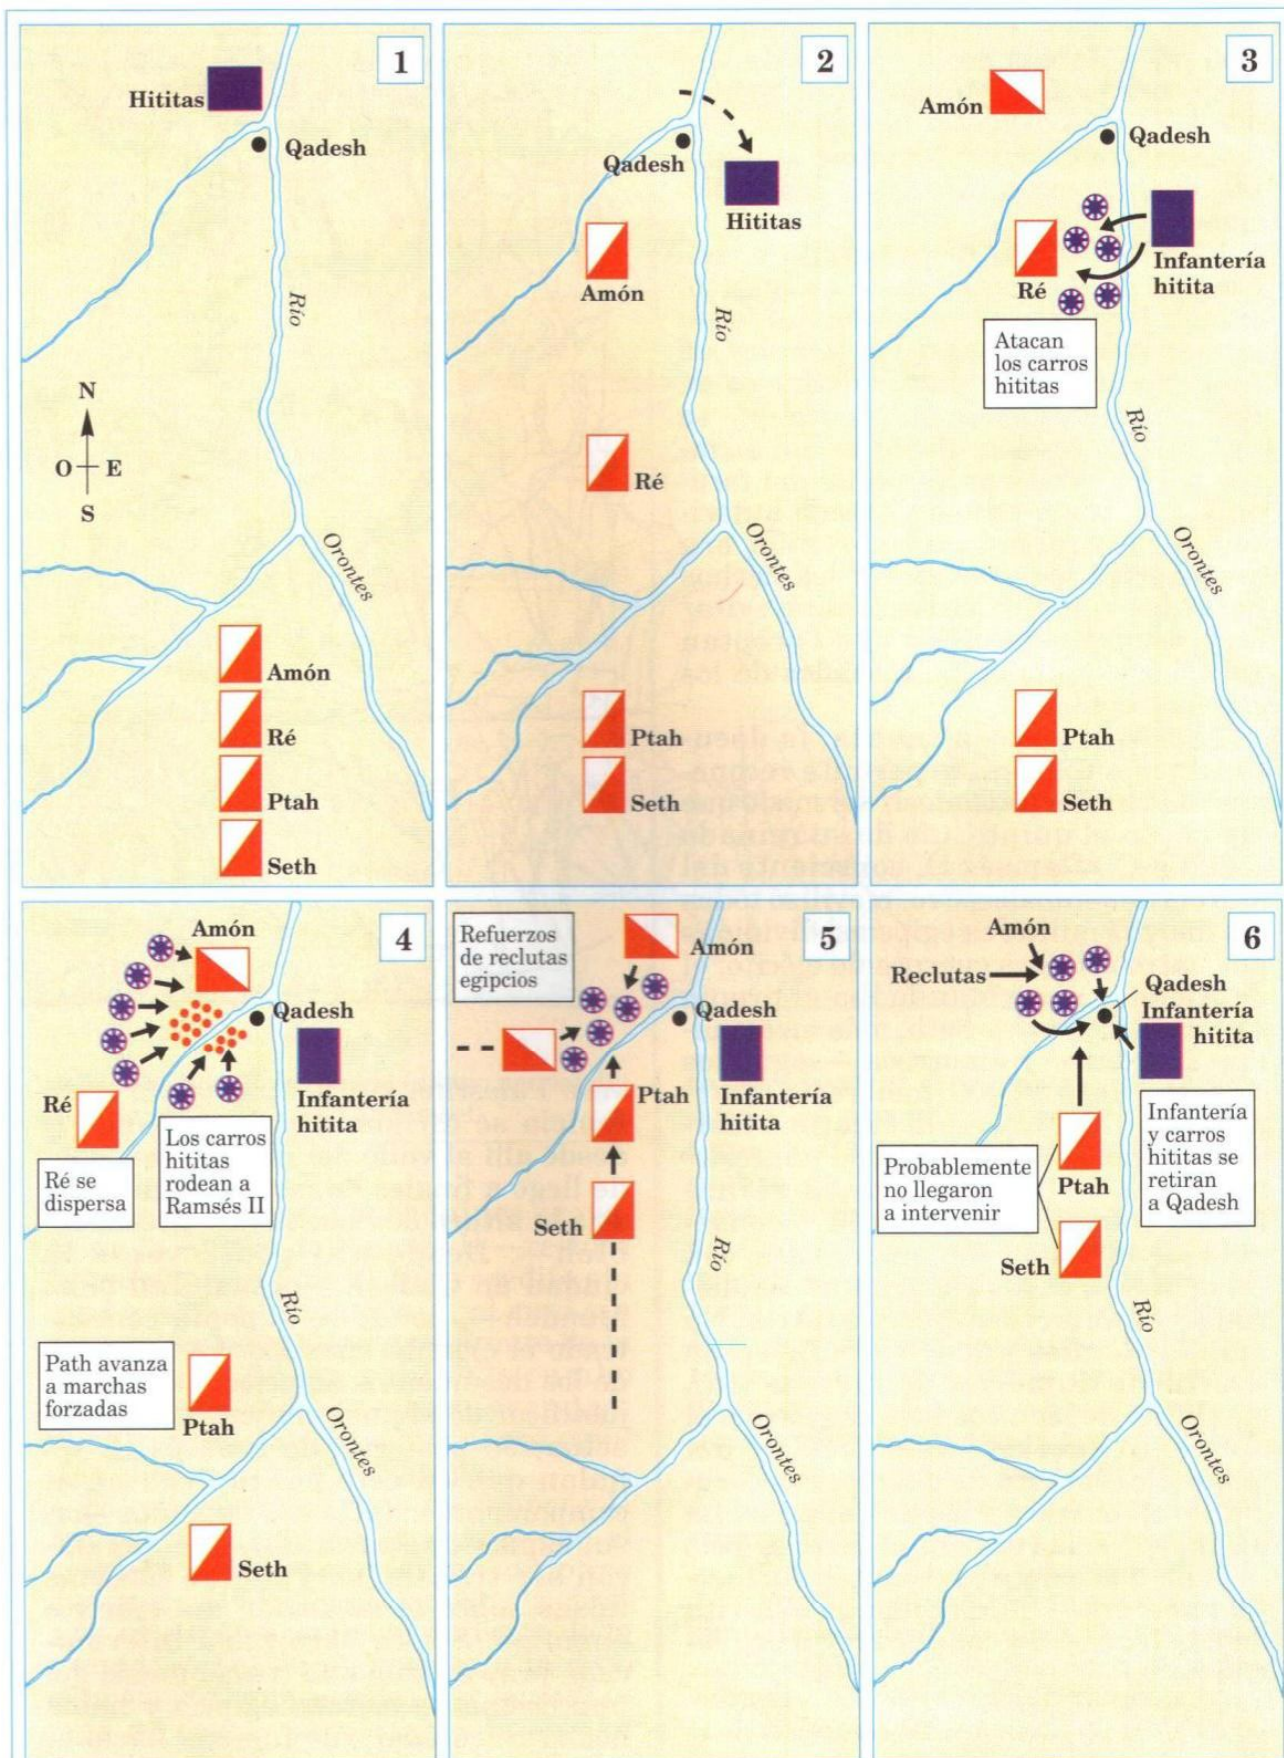 1
Hititas
Qadesh
Río
N
O E
S
Orontes
Amón
Ré
Ptah
Seth
2
Qadesh
Hititas
Amón
Río
Ré
Orontes
Ptah
Seth
3
Amón
Qadesh
Ré
Infantería
hitita
Atacan
los carros
hititas
Río
Orontes
Ptah
Seth
4
Amón
Qadesh
Ré
Infantería
hitita
Ré se
dispersa
Los carros
hititas
rodean a
Ramsés II
Río
Path avanza
a marchas
forzadas
Ptah
Orontes
Seth
5
Refuerzos
de reclutas
egipcios
Amón
Qadesh
Ptah
Infantería
hitita
Seth
Río
Orontes
6
Amón
Reclutas
Qadesh
Infantería
hitita
Probablemente
no llegaron
a intervenir
Ptah
Infantería
y carros
hititas se
retiran
a Qadesh
Seth
Río
Orontes